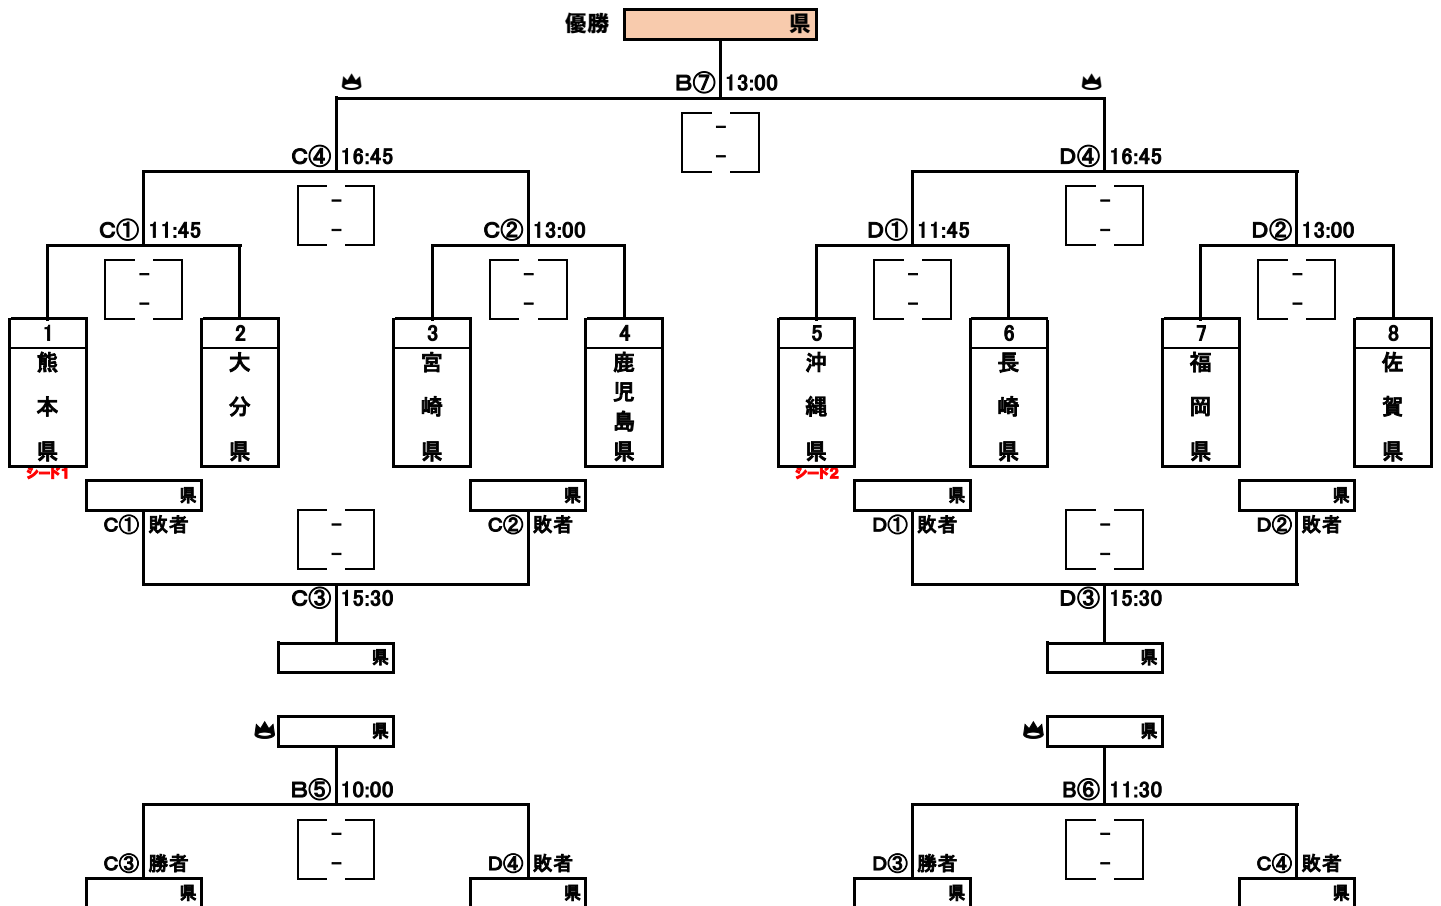 優勝 県
B⑦ 13:00
C④ 16:45
D④ 16:45
-
-
C① 11:45
C② 13:00
D① 11:45
D② 13:00
-
-
-
-
-
-
-
-
-
-
-
-
1
2
3
4
5
6
7
8
熊本県
大分県
宮崎県
鹿児島県
沖縄県
長崎県
福岡県
佐賀県
シード1
シード2
県
県
県
県
C① 敗者
C② 敗者
D① 敗者
D② 敗者
-
-
-
-
C③ 15:30
D③ 15:30
県
県
県
県
B⑤ 10:00
B⑥ 11:30
-
-
-
-
C③ 勝者
D④ 敗者
D③ 勝者
C④ 敗者
県
県
県
県